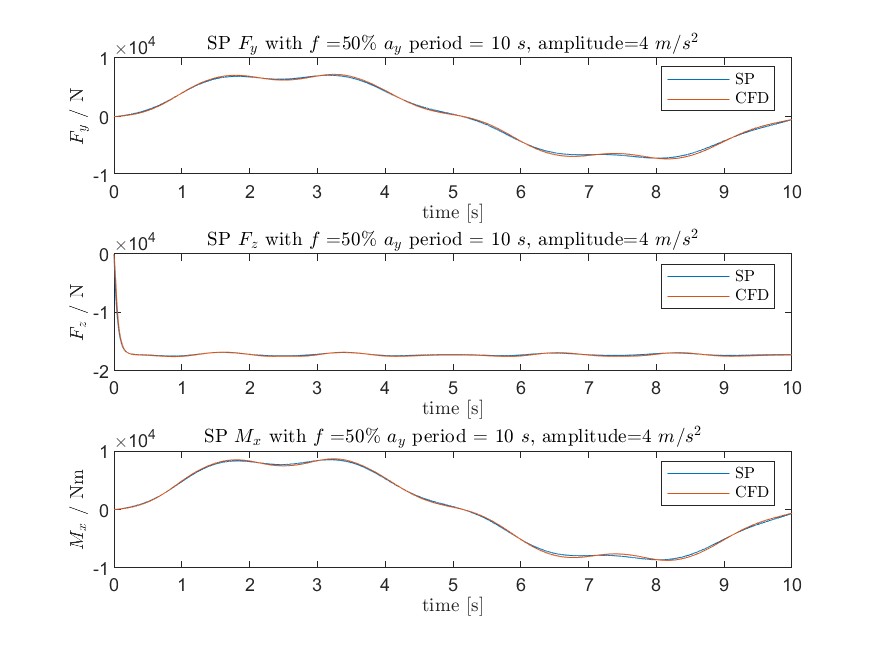 SP F_y with f =50% a_y period = 10 s, amplitude=4 m/s^2
×10^4
1
0
-1
F_y / N
SP
CFD
0 1 2 3 4 5 6 7 8 9 10
time [s]
SP F_z with f =50% a_y period = 10 s, amplitude=4 m/s^2
×10^4
0
-1
-2
F_z / N
SP
CFD
0 1 2 3 4 5 6 7 8 9 10
time [s]
SP M_x with f =50% a_y period = 10 s, amplitude=4 m/s^2
×10^4
1
0
-1
M_x / Nm
SP
CFD
0 1 2 3 4 5 6 7 8 9 10
time [s]